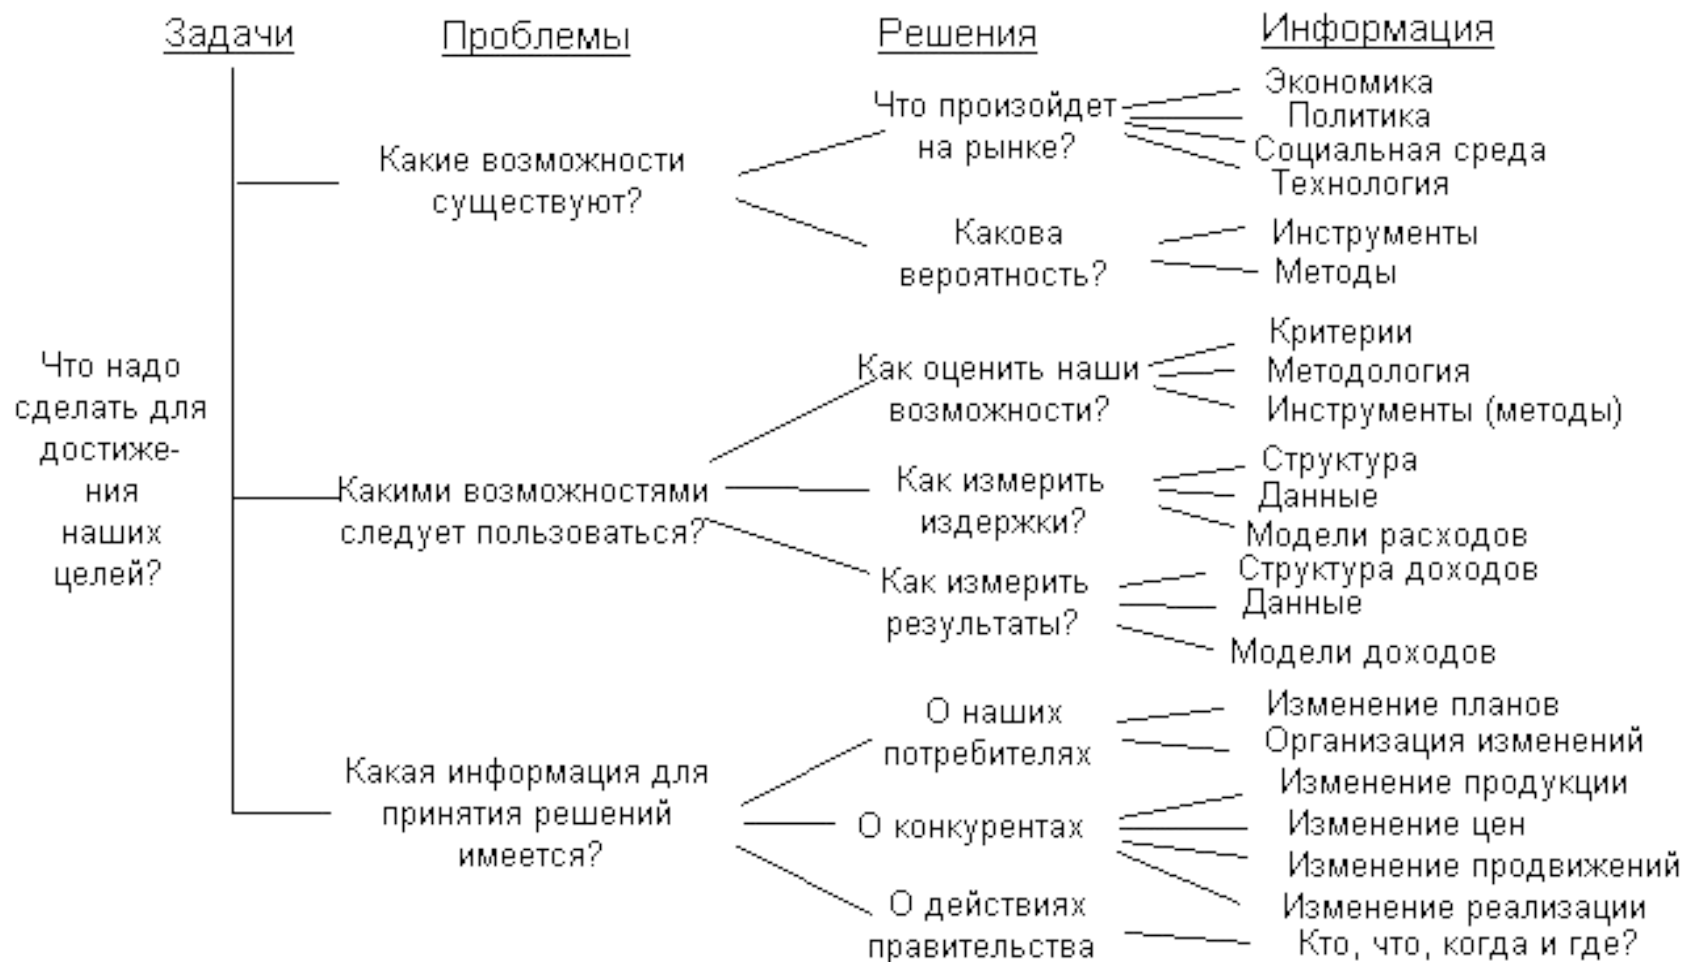 Задачи Проблемы Решения Информация
Что надо
сделать для
достиже-
ния
наших
целей?
Какие возможности
существуют?
Что произойдет
на рынке?
Экономика
Политика
Социальная среда
Технология
Какова
вероятность?
Инструменты
Методы
Какими возможностями
следует пользоваться?
Как оценить наши
возможности?
Критерии
Методология
Инструменты (методы)
Как измерить
издержки?
Структура
Данные
Модели расходов
Как измерить
результаты?
Структура доходов
Данные
Модели доходов
Какая информация для
принятия решений
имеется?
О наших
потребителях
Изменение планов
Организация изменений
О конкурентах
Изменение продукции
Изменение цен
Изменение продвижений
Изменение реализации
О действиях
правительства
Кто, что, когда и где?